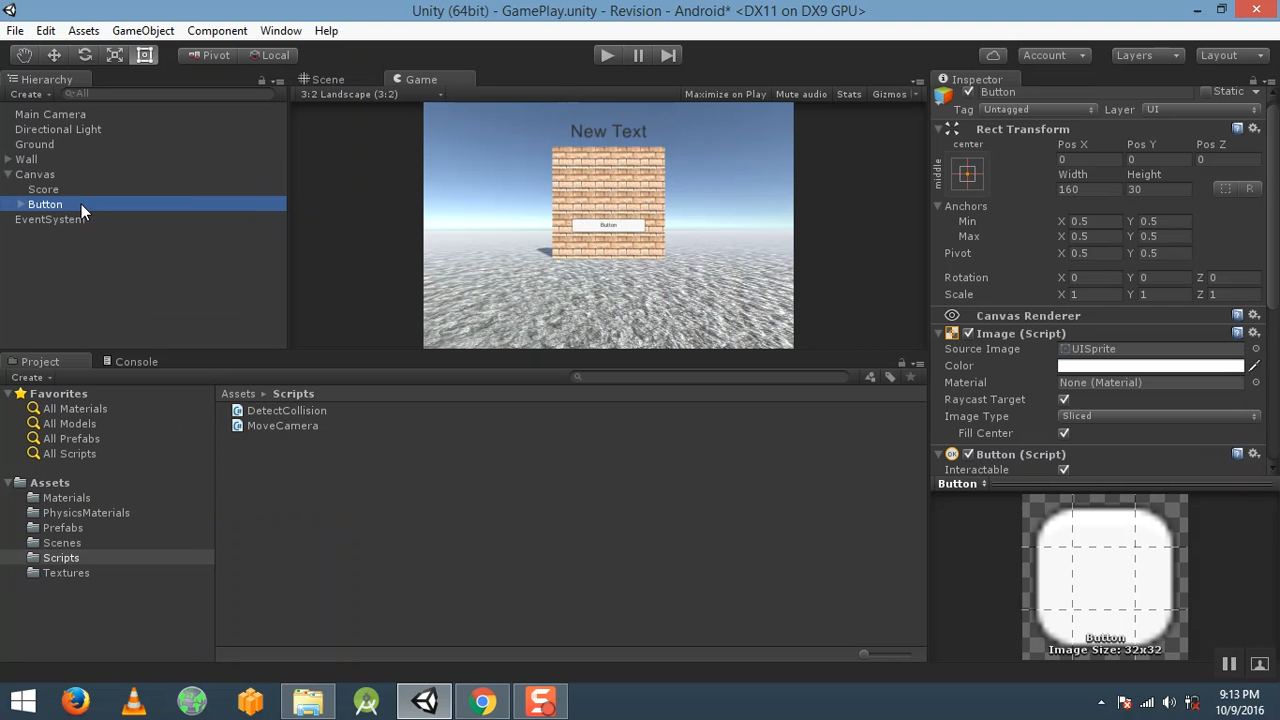 Unity (64bit) - GamePlay.unity - Revision - Android* <DX11 on DX9 GPU>
File Edit Assets GameObject Component Window Help
Pivot Local Account Layers Layout
Hierarchy Scene Game Inspector
Create All 3:2 Landscape (3:2) Maximize on Play Mute audio Stats Gizmos Button Static
Main Camera
Directional Light
Ground
Wall
Canvas
Score
Button
EventSystem
New Text
Button
Tag Untagged Layer UI
Rect Transform
center Pos X Pos Y Pos Z
middle 0 0 0
Width Height
160 30 R
Anchors
Min X 0.5 Y 0.5
Max X 0.5 Y 0.5
Pivot X 0.5 Y 0.5
Rotation X 0 Y 0 Z 0
Scale X 1 Y 1 Z 1
Canvas Renderer
Image (Script)
Source Image UISprite
Color
Material None (Material)
Raycast Target
Image Type Sliced
Fill Center
OK Button (Script)
Interactable
Button
Button
Image Size: 32x32
Project Console
Create
Favorites
All Materials
All Models
All Prefabs
All Scripts
Assets
Materials
PhysicsMaterials
Prefabs
Scenes
Scripts
Textures
Assets Scripts
DetectCollision
MoveCamera
9:13 PM
10/9/2016